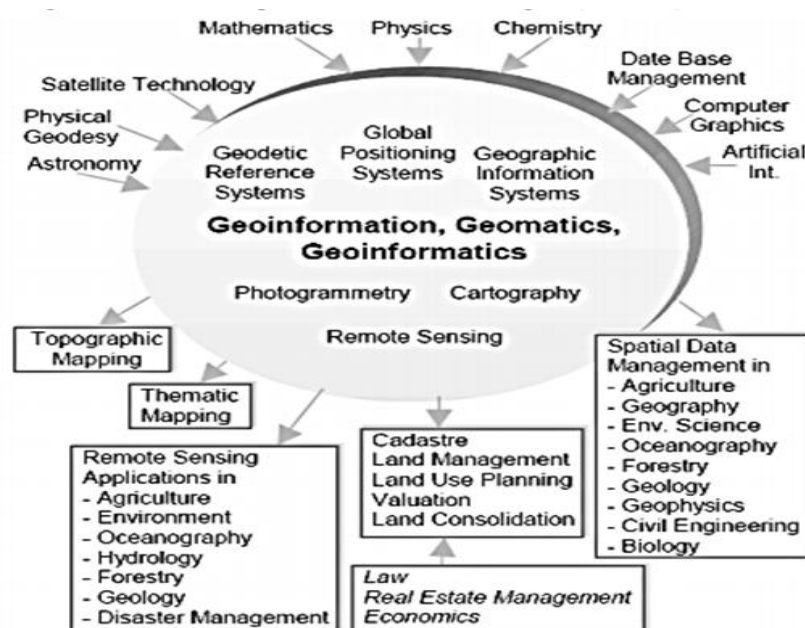 Mathematics
Physics
Chemistry
Satellite Technology
Date Base
Management
Physical
Geodesy
Computer
Graphics
Astronomy
Artificial
Int.
Geodetic
Reference
Systems
Global
Positioning
Systems
Geographic
Information
Systems
Geoinformation, Geomatics,
Geoinformatics
Photogrammetry
Cartography
Remote Sensing
Topographic
Mapping
Thematic
Mapping
Remote Sensing
Applications in
- Agriculture
- Environment
- Oceanography
- Hydrology
- Forestry
- Geology
- Disaster Management
Cadastre
Land Management
Land Use Planning
Valuation
Land Consolidation
Law
Real Estate Management
Economics
Spatial Data
Management in
- Agriculture
- Geography
- Env. Science
- Oceanography
- Forestry
- Geology
- Geophysics
- Civil Engineering
- Biology